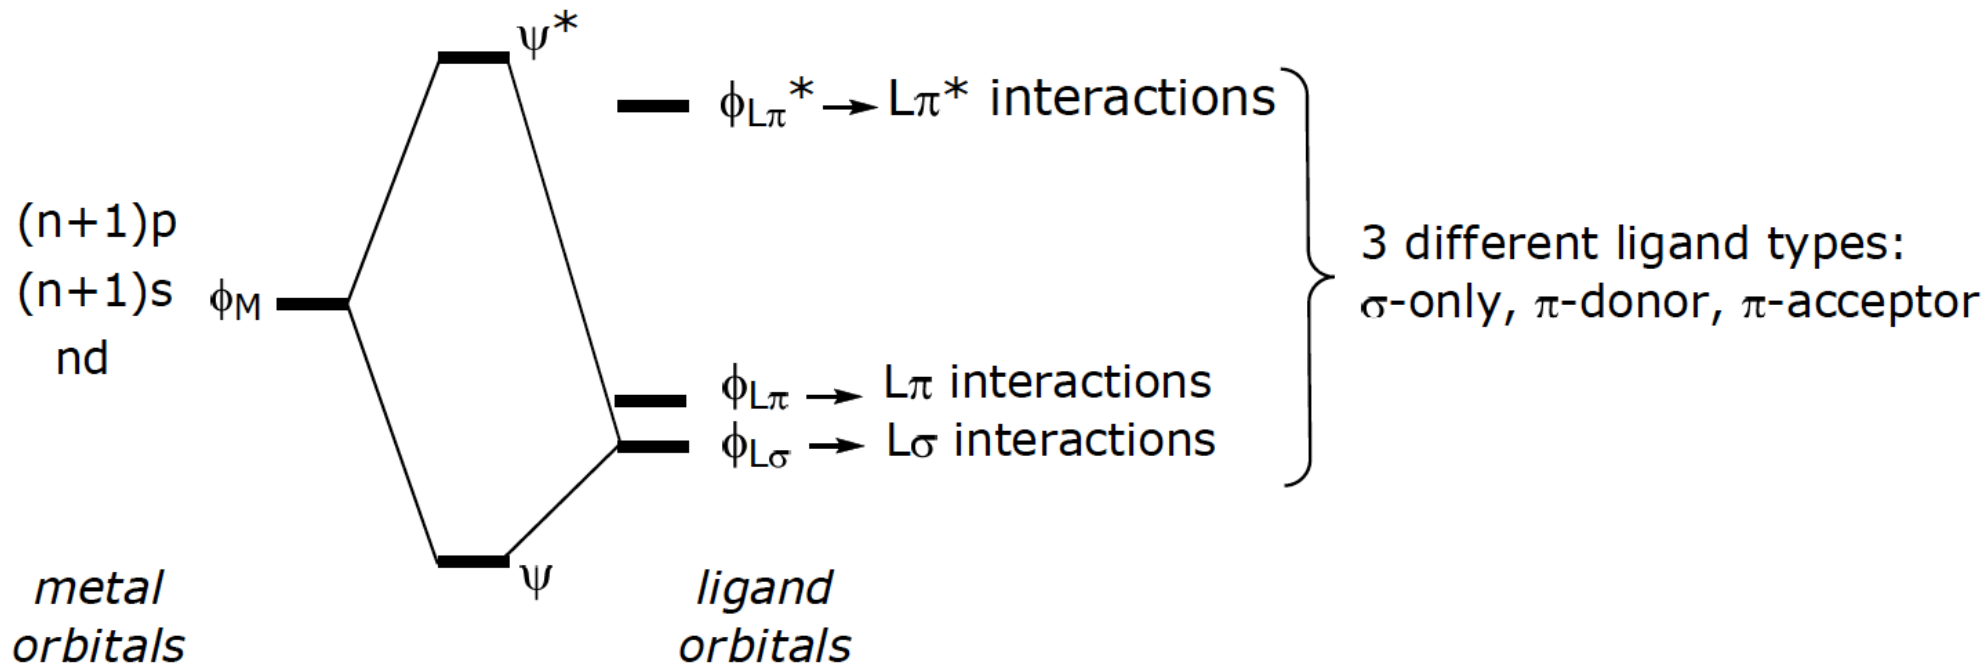 ψ*
ϕLπ* → Lπ* interactions
(n+1)p
(n+1)s
ϕM
nd
3 different ligand types:
σ-only, π-donor, π-acceptor
ϕLπ → Lπ interactions
ϕLσ → Lσ interactions
ψ
metal
orbitals
ligand
orbitals